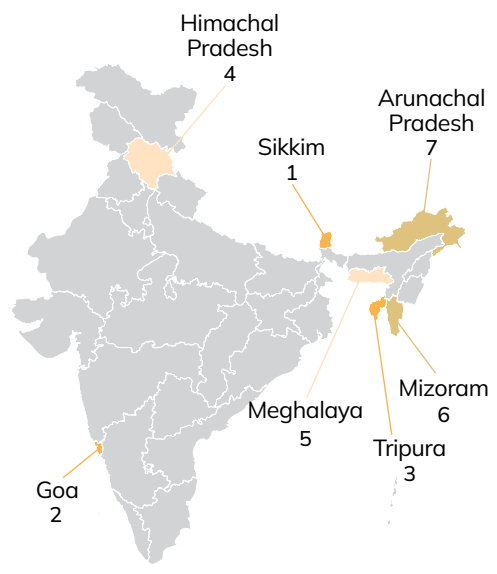 Himachal
Pradesh
4
Arunachal
Pradesh
7
Sikkim
1
Mizoram
6
Meghalaya
5
Tripura
3
Goa
2